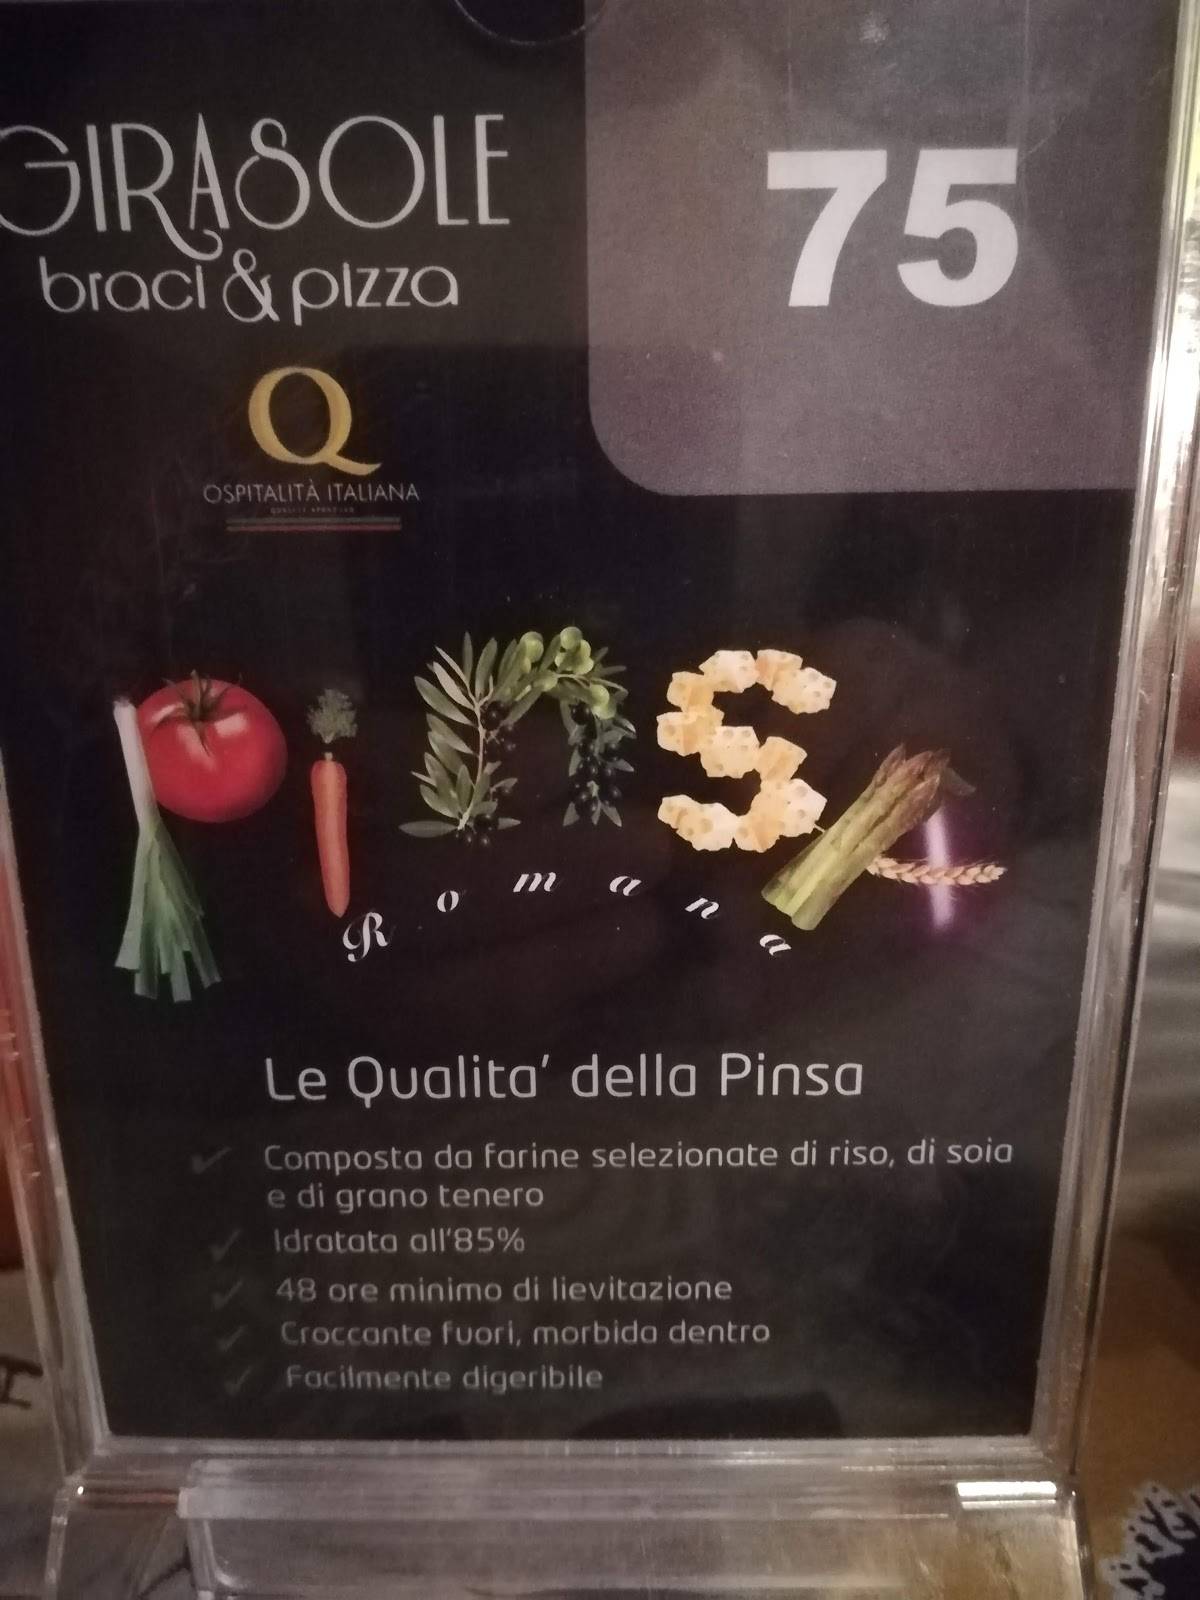 GIRASOLE
braci & pizza
75
Q
OSPITALITÀ ITALIANA
Pinsa
Romana
Le Qualita' della Pinsa
Composta da farine selezionate di riso, di soia
e di grano tenero
Idratata all'85%
48 ore minimo di lievitazione
Croccante fuori, morbida dentro
Facilmente digeribile